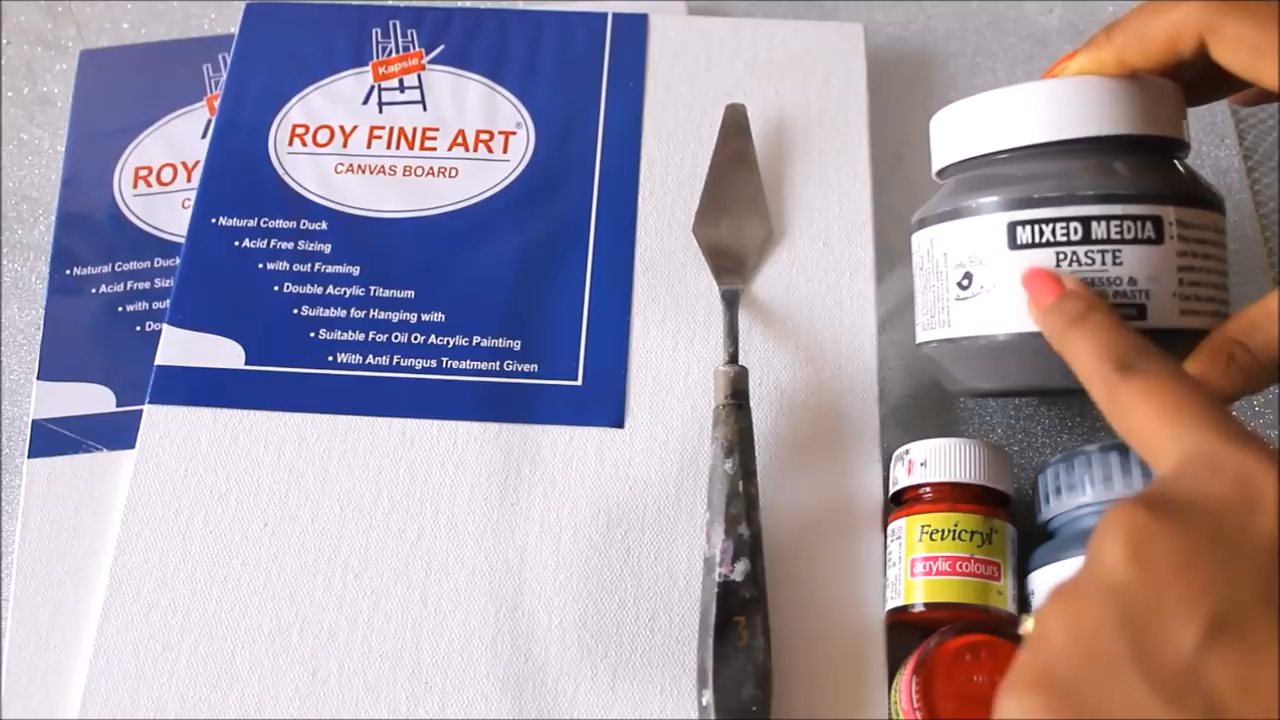 Kapsie
ROY FINE ART®
CANVAS BOARD
• Natural Cotton Duck
• Acid Free Sizing
• with out Framing
• Double Acrylic Titanum
• Suitable for Hanging with
• Suitable For Oil Or Acrylic Painting
• With Anti Fungus Treatment Given
ROY
• Natural Cotton Duck
• Acid Free
• with out
3
MIXED MEDIA
PASTE
PASTE
Fevicryl
acrylic colours